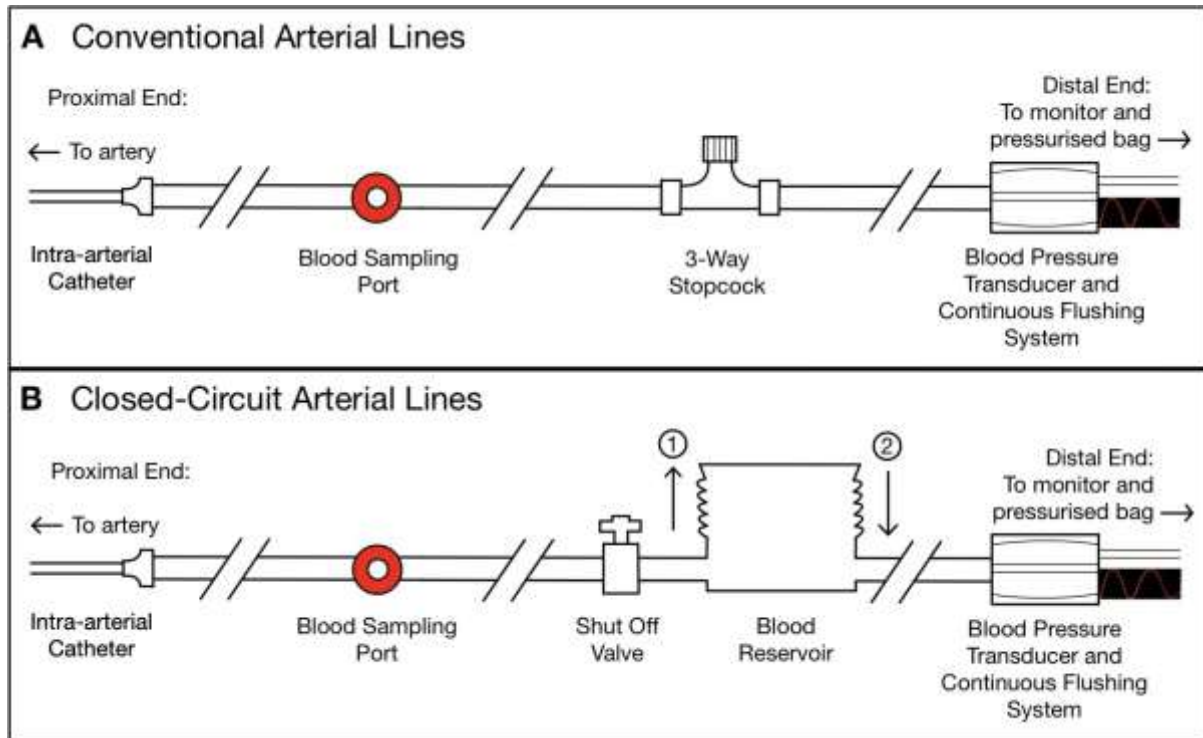 A Conventional Arterial Lines
Proximal End:
← To artery
Distal End:
To monitor and
pressurised bag →
Intra-arterial
Catheter
Blood Sampling
Port
3-Way
Stopcock
Blood Pressure
Transducer and
Continuous Flushing
System
B Closed-Circuit Arterial Lines
Proximal End:
← To artery
1
2
Distal End:
To monitor and
pressurised bag →
Intra-arterial
Catheter
Blood Sampling
Port
Shut Off
Valve
Blood
Reservoir
Blood Pressure
Transducer and
Continuous Flushing
System